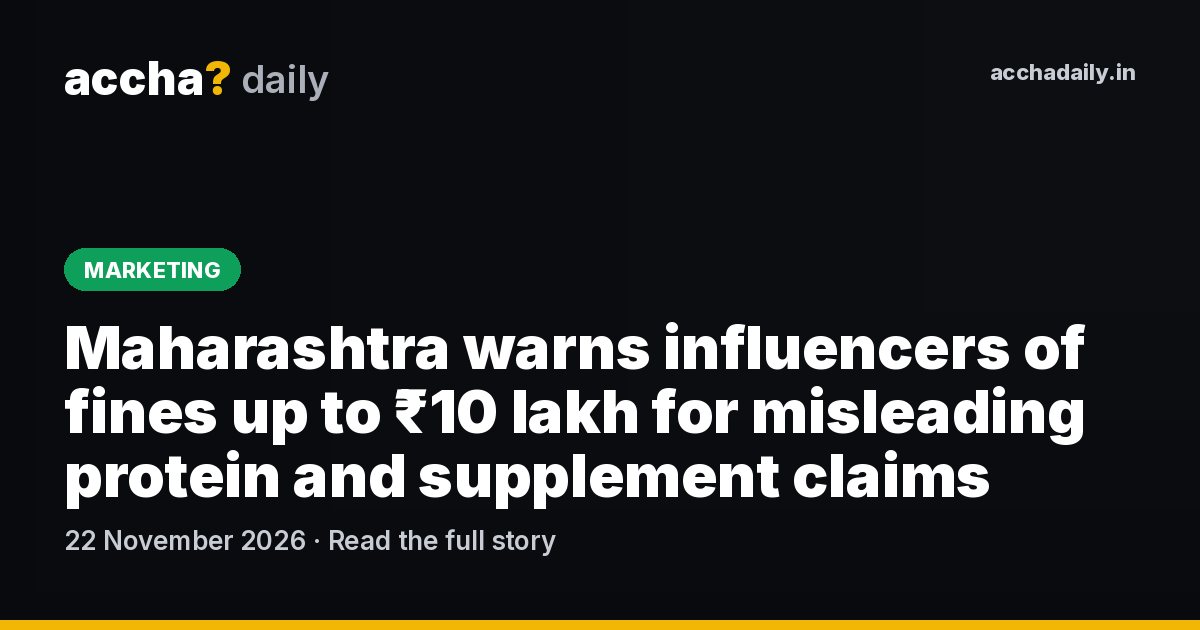 accha? daily
acchadaily.in
MARKETING
Maharashtra warns influencers of
fines up to ₹10 lakh for misleading
protein and supplement claims
22 November 2026 · Read the full story